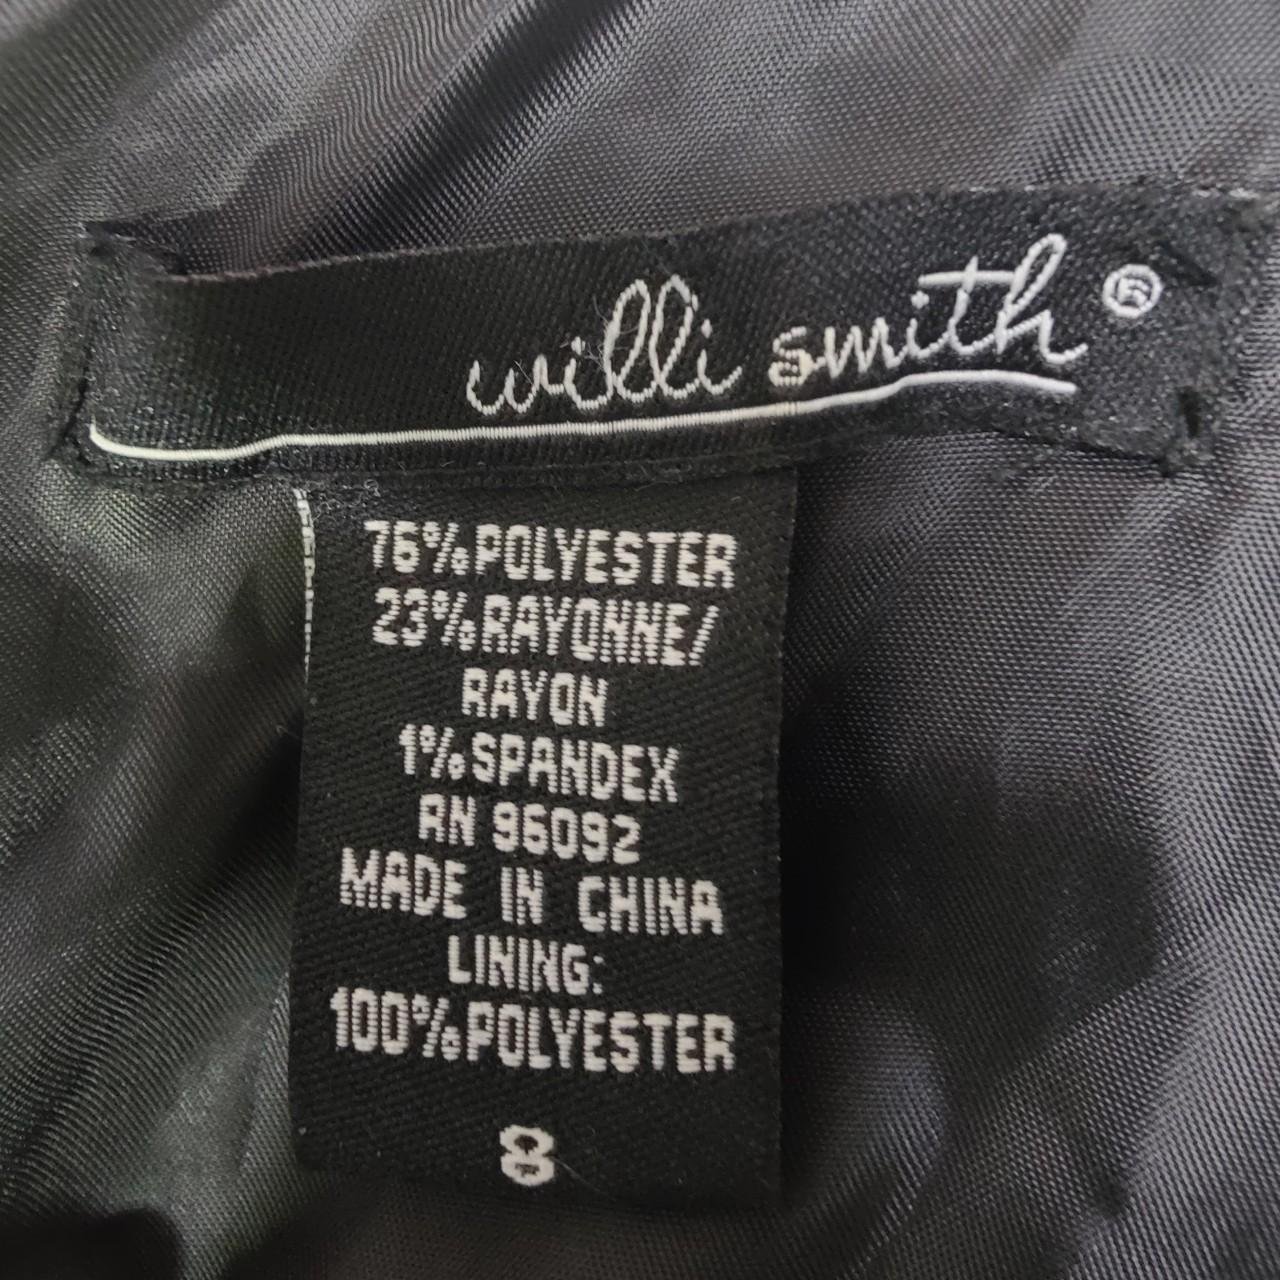 willi smith®
76%POLYESTER
23%RAYONNE/
RAYON
1%SPANDEX
RN 96092
MADE IN CHINA
LINING:
100%POLYESTER
8